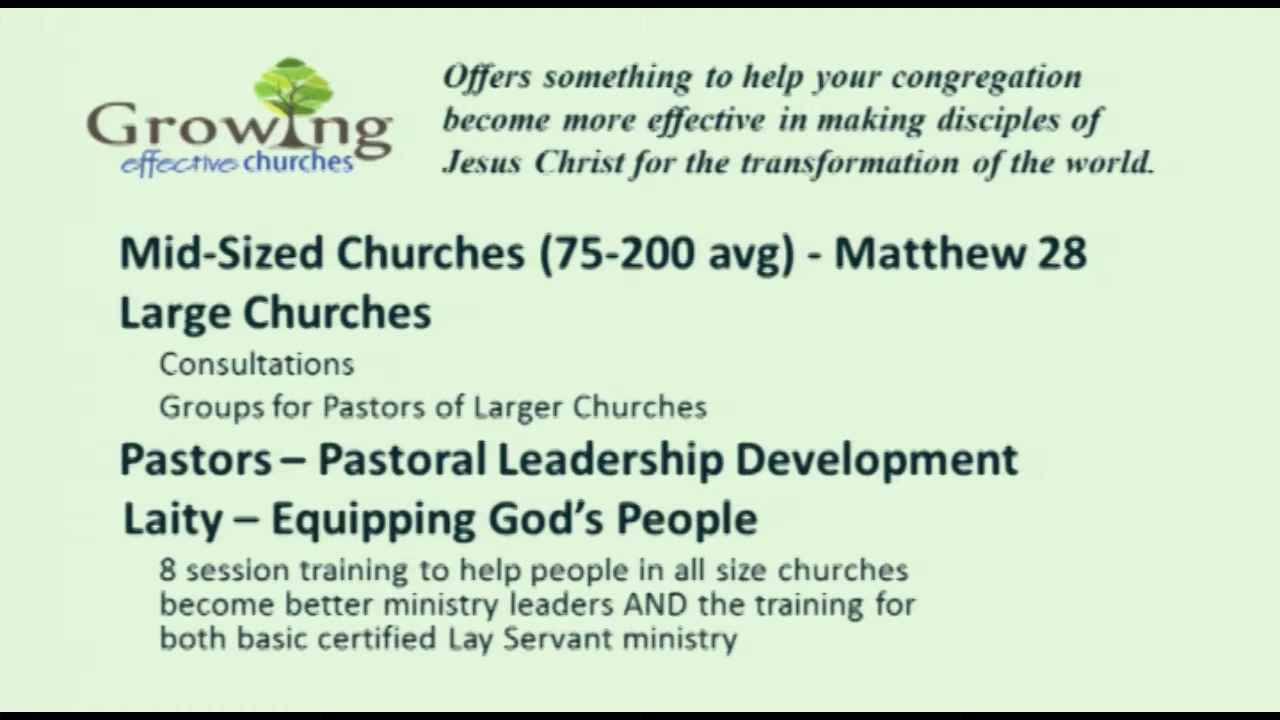 Growing
effective churches
Offers something to help your congregation
become more effective in making disciples of
Jesus Christ for the transformation of the world.
Mid-Sized Churches (75-200 avg) - Matthew 28
Large Churches
Consultations
Groups for Pastors of Larger Churches
Pastors – Pastoral Leadership Development
Laity – Equipping God’s People
8 session training to help people in all size churches
become better ministry leaders AND the training for
both basic certified Lay Servant ministry